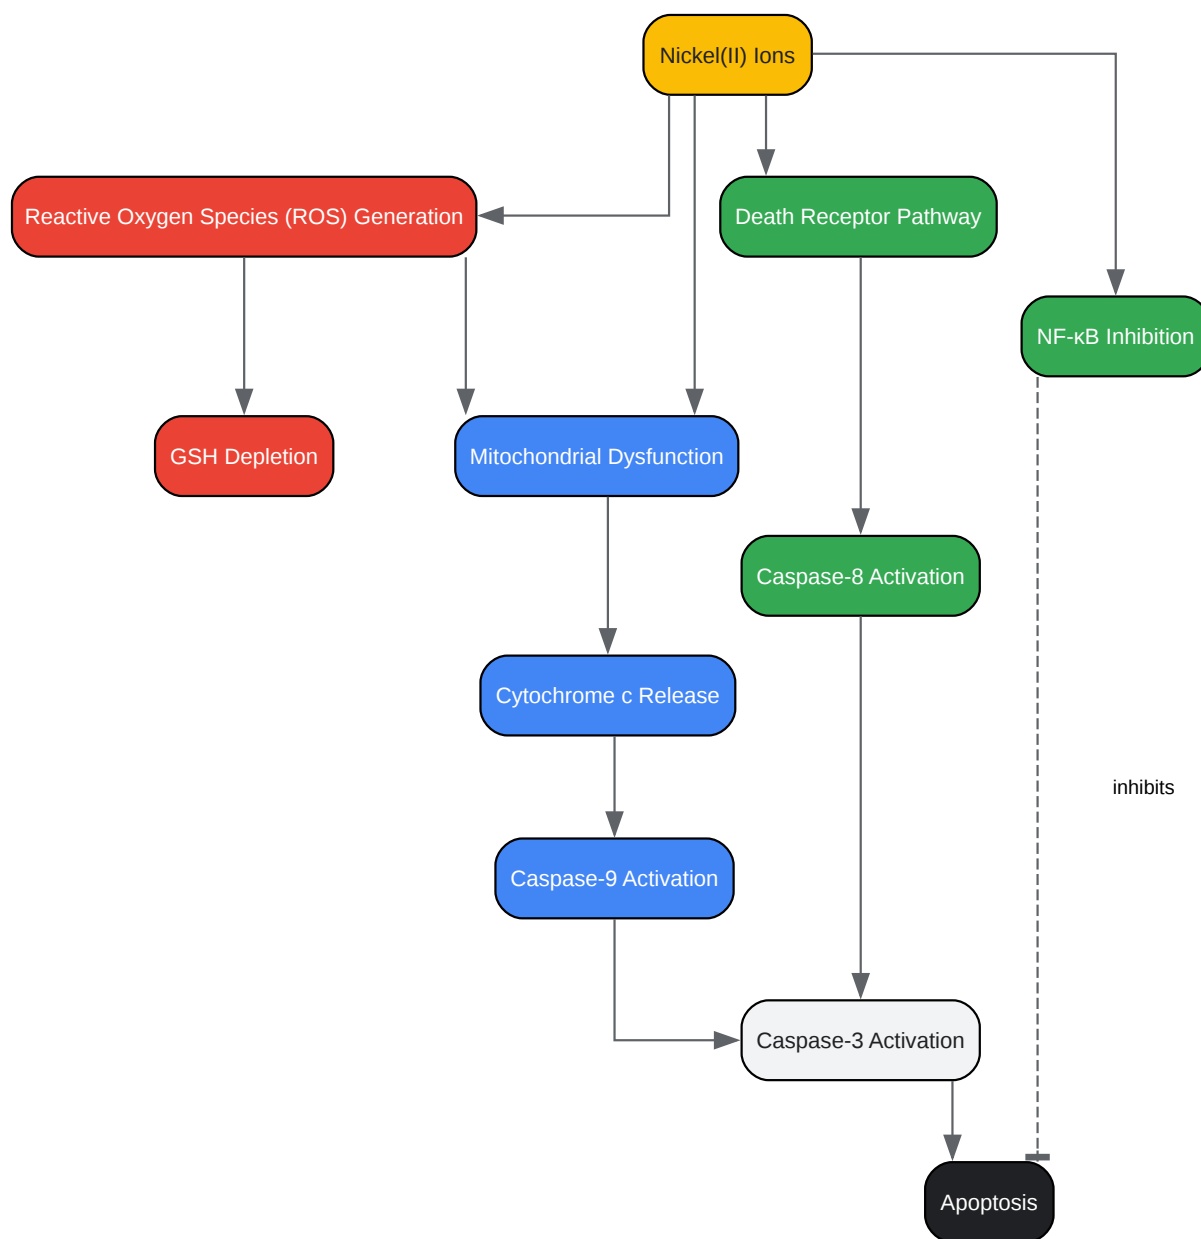 Nickel(II) Ions
Reactive Oxygen Species (ROS) Generation
Death Receptor Pathway
NF-κB Inhibition
GSH Depletion
Mitochondrial Dysfunction
Caspase-8 Activation
Cytochrome c Release
inhibits
Caspase-9 Activation
Caspase-3 Activation
Apoptosis